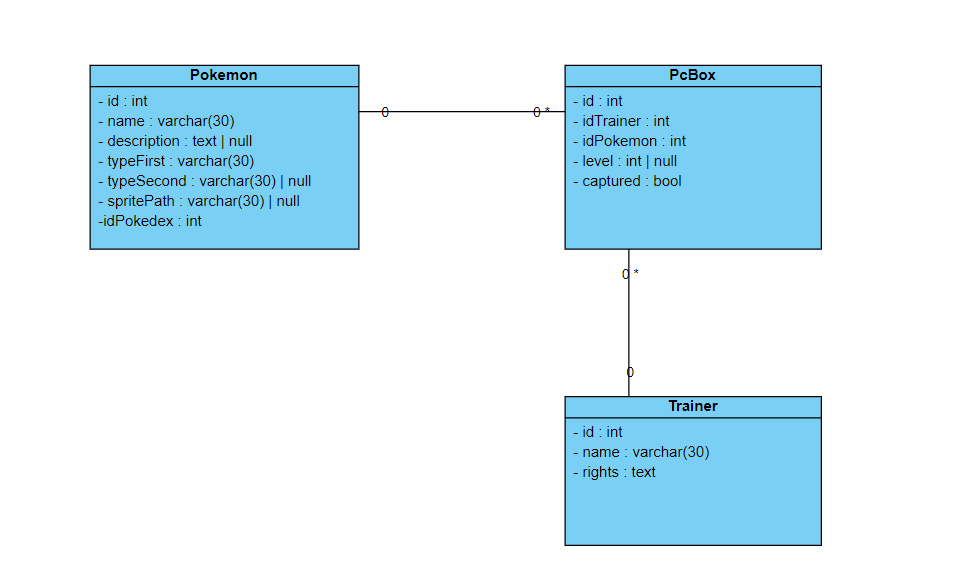 Pokemon
- id : int
- name : varchar(30)
- description : text | null
- typeFirst : varchar(30)
- typeSecond : varchar(30) | null
- spritePath : varchar(30) | null
-idPokedex : int
0
0 *
PcBox
- id : int
- idTrainer : int
- idPokemon : int
- level : int | null
- captured : bool
0 *
0
Trainer
- id : int
- name : varchar(30)
- rights : text